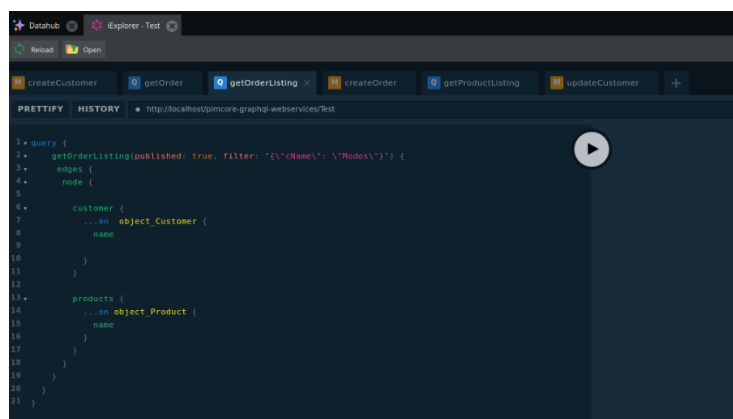 Datahub iExplorer - Test
Reload Open
M createCustomer Q getOrder Q getOrderListing × M createOrder Q getProductListing M updateCustomer +
PRETTIFY HISTORY http://localhost/pimcore-graphql-webservices/Test
1 query {
2 getOrderListing(published: true, filter: "{\"cName\": \"Modos\"}") {
3 edges {
4 node {
5
6 customer {
7 ...on object_Customer {
8 name
9
10 }
11 }
12
13 products {
14 ...on object_Product {
15 name
16 }
17 }
18 }
19 }
20 }
21 }